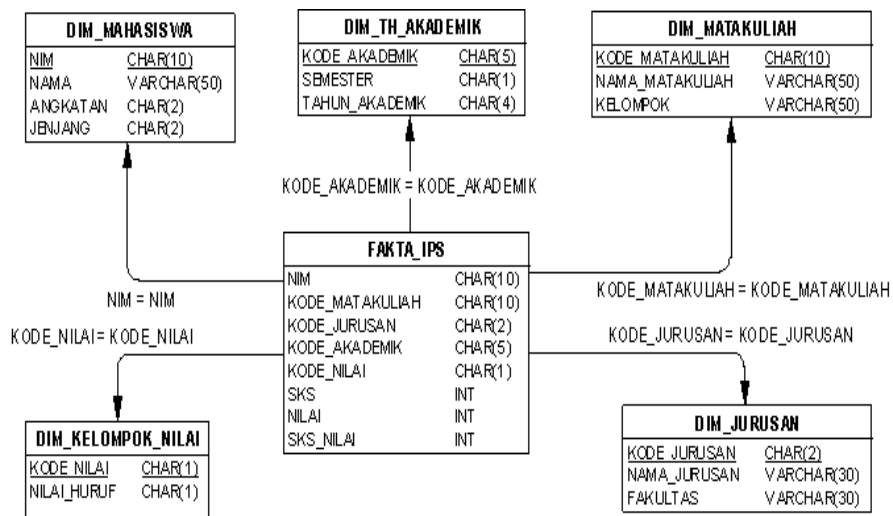 DIM_MAHASISWA
NIM CHAR(10)
NAMA VARCHAR(50)
ANGKATAN CHAR(2)
JENJANG CHAR(2)
DIM_TH_AKADEMIK
KODE_AKADEMIK CHAR(5)
SEMESTER CHAR(1)
TAHUN_AKADEMIK CHAR(4)
DIM_MATAKULIAH
KODE_MATAKULIAH CHAR(10)
NAMA_MATAKULIAH VARCHAR(50)
KELOMPOK VARCHAR(50)
KODE_AKADEMIK = KODE_AKADEMIK
NIM = NIM
KODE_MATAKULIAH = KODE_MATAKULIAH
KODE_NILAI = KODE_NILAI
KODE_JURUSAN = KODE_JURUSAN
FAKTA_IPS
NIM CHAR(10)
KODE_MATAKULIAH CHAR(10)
KODE_JURUSAN CHAR(2)
KODE_AKADEMIK CHAR(5)
KODE_NILAI CHAR(1)
SKS INT
NILAI INT
SKS_NILAI INT
DIM_KELOMPOK_NILAI
KODE_NILAI CHAR(1)
NILAI_HURUF CHAR(1)
DIM_JURUSAN
KODE_JURUSAN CHAR(2)
NAMA_JURUSAN VARCHAR(30)
FAKULTAS VARCHAR(30)